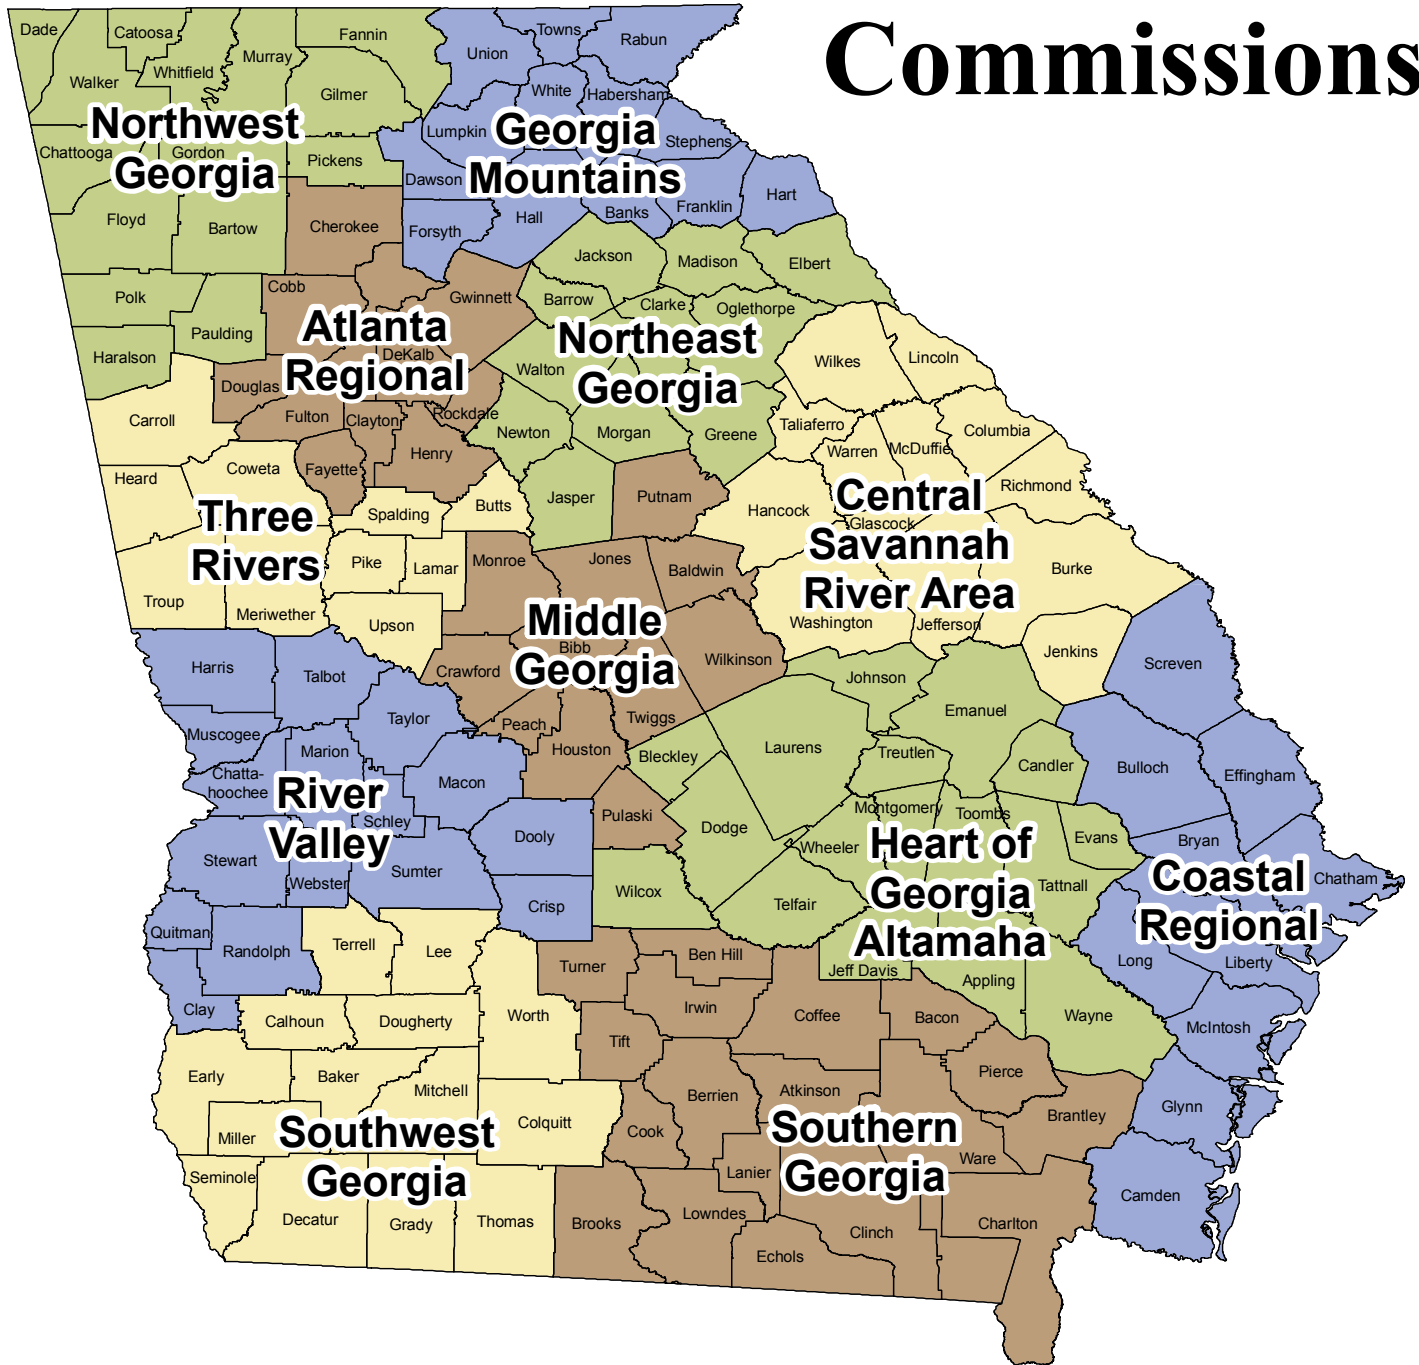 Commissions
Dade
Catoosa
Fannin
Towns
Rabun
Union
Murray
Whitfield
Walker
Gilmer
White
Habersham
Northwest
Georgia
Lumpkin
Georgia
Mountains
Stephens
Chattooga
Gordon
Pickens
Dawson
Hart
Franklin
Banks
Hall
Floyd
Bartow
Cherokee
Forsyth
Jackson
Madison
Elbert
Polk
Cobb
Gwinnett
Barrow
Clarke
Oglethorpe
Paulding
Atlanta
Regional
Northeast
Georgia
Haralson
DeKalb
Walton
Wilkes
Lincoln
Douglas
Carroll
Fulton
Clayton
Rockdale
Newton
Morgan
Greene
Taliaferro
Columbia
Warren
McDuffie
Henry
Coweta
Fayette
Heard
Butts
Jasper
Putnam
Richmond
Central
Savannah
River Area
Three
Rivers
Spalding
Hancock
Glascock
Pike
Lamar
Monroe
Jones
Baldwin
Burke
Troup
Meriwether
Upson
Middle
Georgia
Bibb
Washington
Jefferson
Jenkins
Screven
Harris
Talbot
Crawford
Wilkinson
Johnson
Emanuel
Taylor
Peach
Twiggs
Muscogee
Marion
Houston
Bleckley
Laurens
Treutlen
Candler
Bulloch
Effingham
Chatta-
hoochee
Macon
River
Valley
Schley
Pulaski
Dodge
Montgomery
Toombs
Evans
Bryan
Dooly
Wheeler
Heart of
Georgia
Altamaha
Stewart
Webster
Sumter
Wilcox
Telfair
Tattnall
Coastal
Regional
Chatham
Crisp
Quitman
Randolph
Terrell
Lee
Turner
Ben Hill
Jeff Davis
Appling
Long
Liberty
Clay
Calhoun
Dougherty
Worth
Irwin
Coffee
Bacon
Wayne
McIntosh
Tift
Early
Baker
Mitchell
Berrien
Atkinson
Pierce
Brantley
Glynn
Miller
Southwest
Georgia
Colquitt
Cook
Southern
Georgia
Ware
Lanier
Seminole
Decatur
Grady
Thomas
Brooks
Lowndes
Clinch
Charlton
Camden
Echols